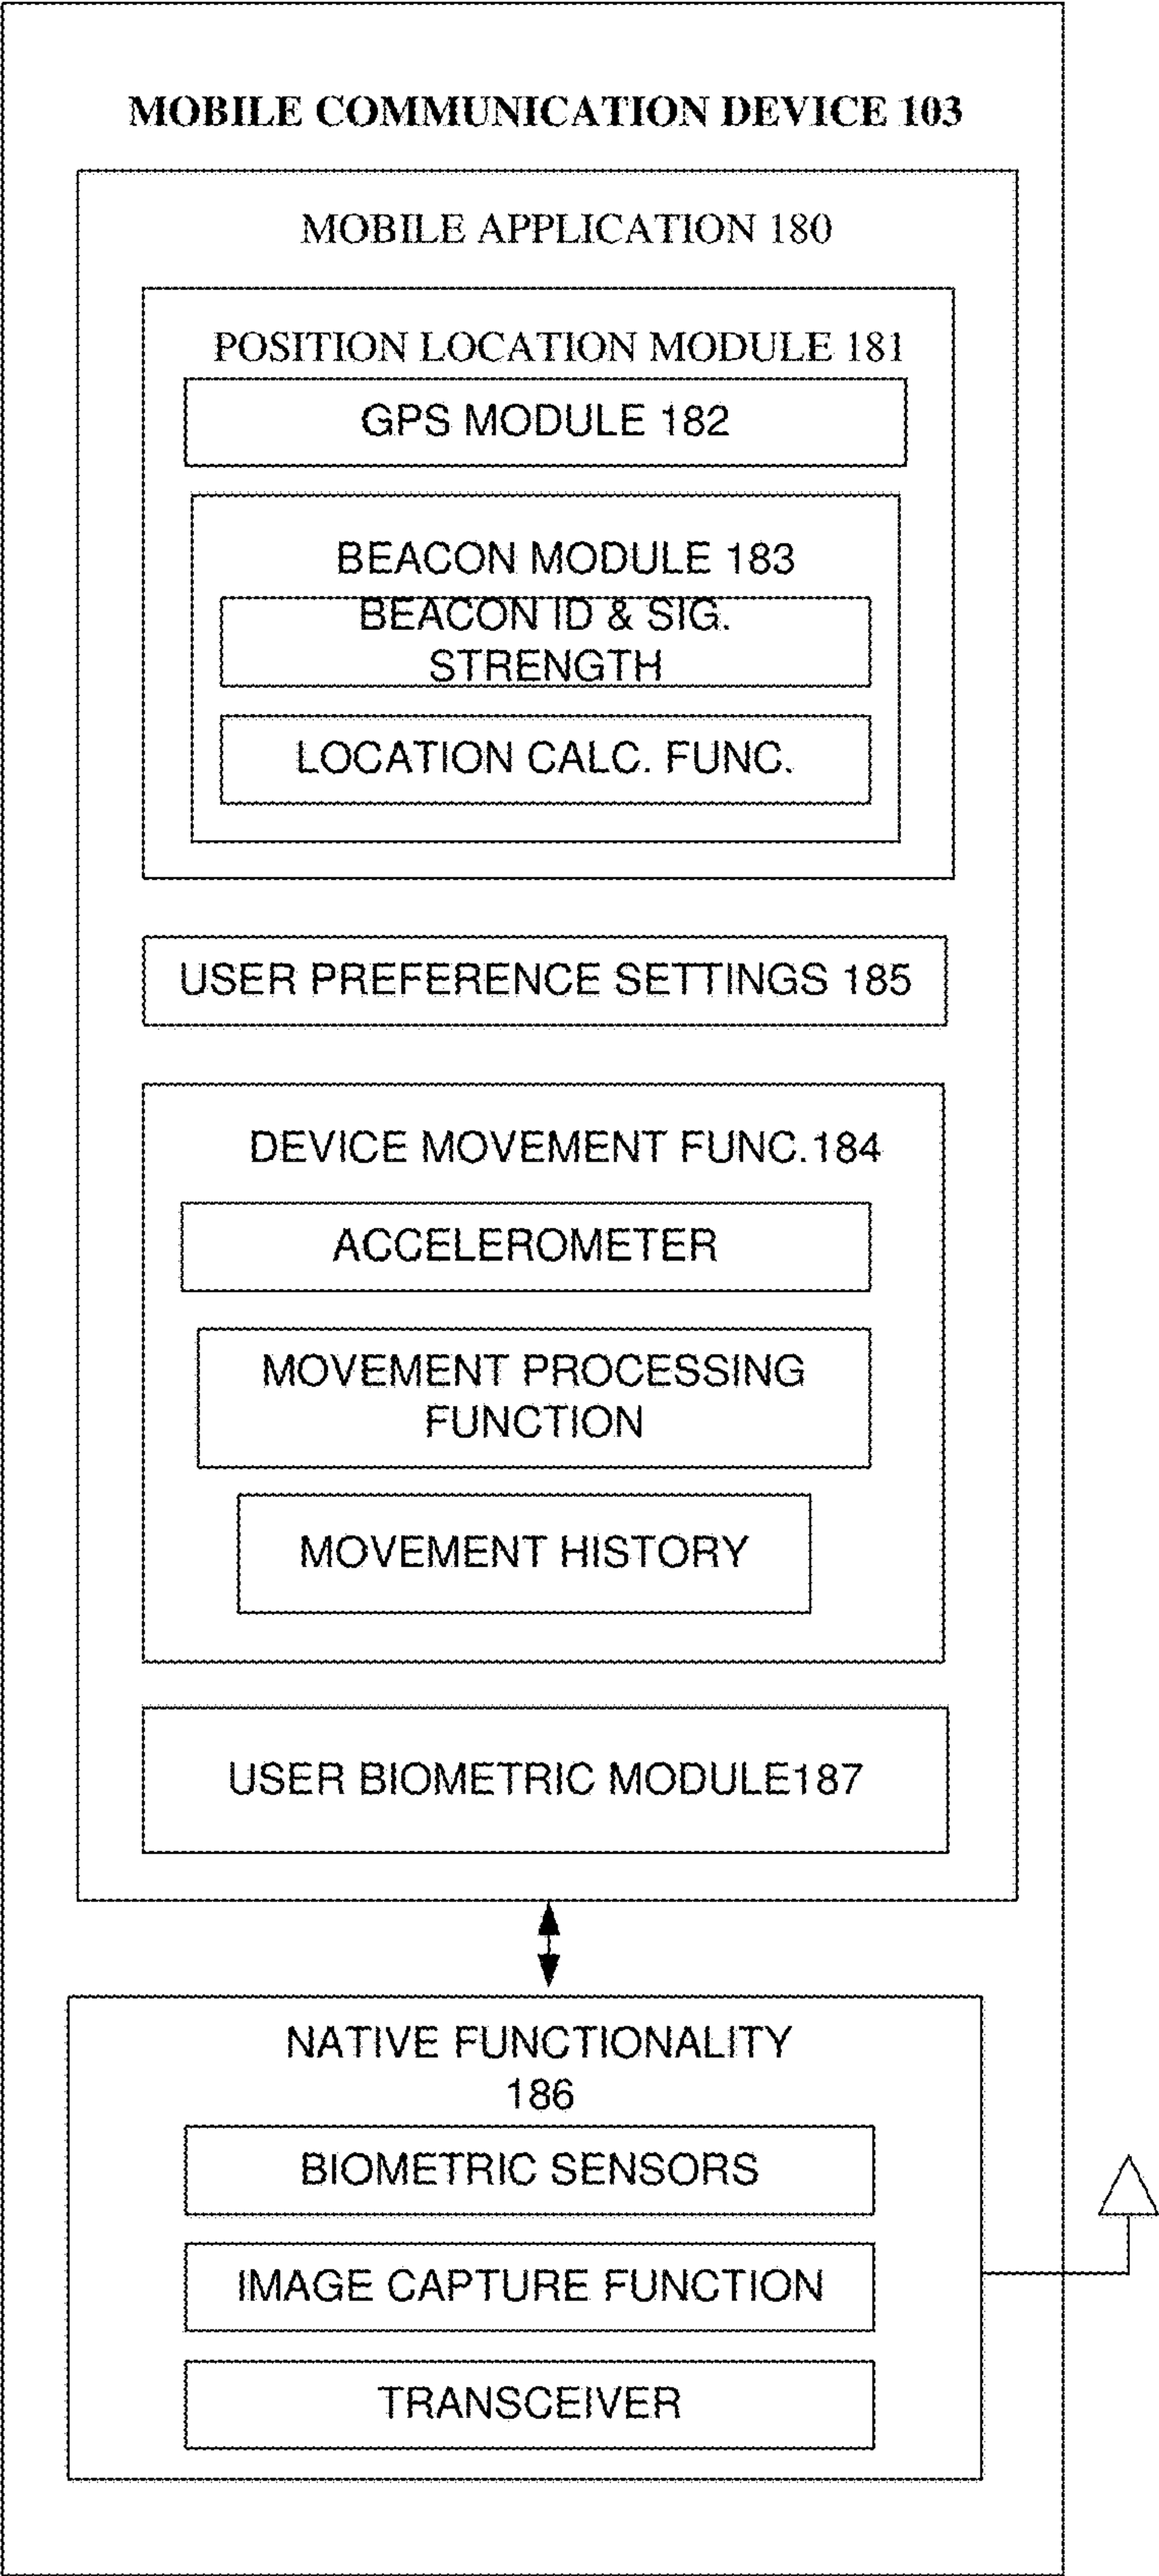 MOBILE COMMUNICATION DEVICE 103
MOBILE APPLICATION 180
POSITION LOCATION MODULE 181
GPS MODULE 182
BEACON MODULE 183
BEACON ID & SIG.
STRENGTH
LOCATION CALC. FUNC.
USER PREFERENCE SETTINGS 185
DEVICE MOVEMENT FUNC.184
ACCELEROMETER
MOVEMENT PROCESSING
FUNCTION
MOVEMENT HISTORY
USER BIOMETRIC MODULE187
NATIVE FUNCTIONALITY
186
BIOMETRIC SENSORS
IMAGE CAPTURE FUNCTION
TRANSCEIVER